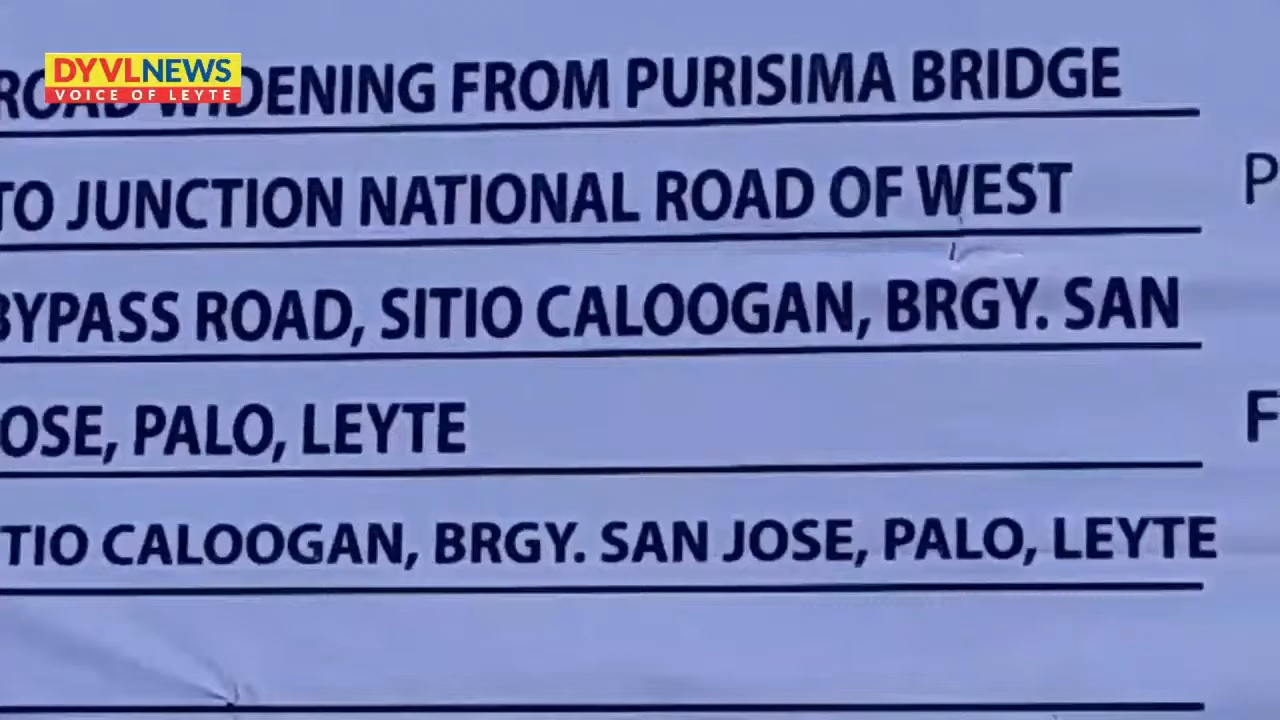 DYVLNEWS
VOICE OF LEYTE
ROAD WIDENING FROM PURISIMA BRIDGE
TO JUNCTION NATIONAL ROAD OF WEST
P
BYPASS ROAD, SITIO CALOOGAN, BRGY. SAN
OSE, PALO, LEYTE
F
TIO CALOOGAN, BRGY. SAN JOSE, PALO, LEYTE